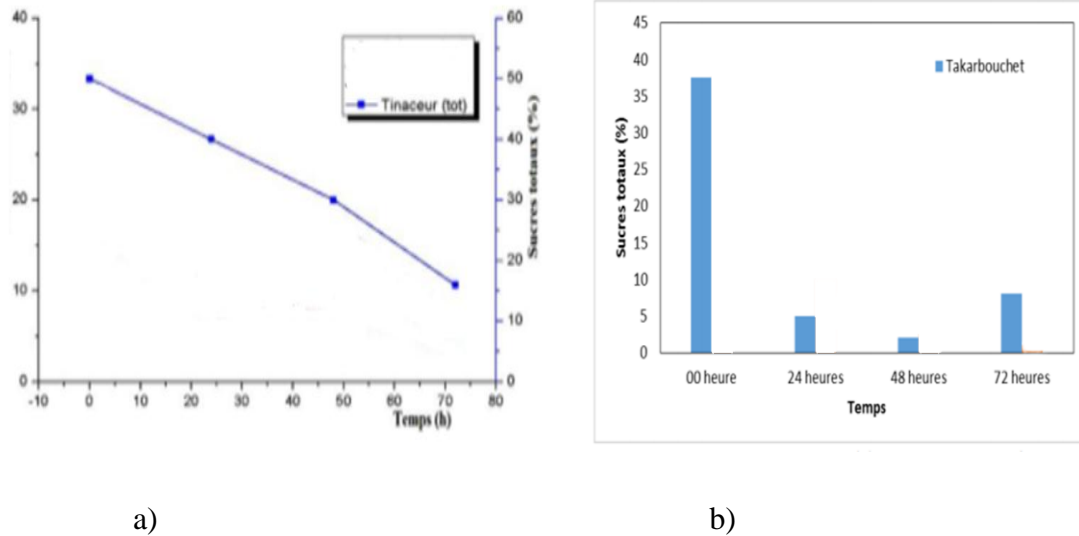 40
30
20
10
0
60
50
40
30
20
10
0
-10 0 10 20 30 40 50 60 70 80
Tinaceur (tot)
Sucres totaux (%)
Temps (h)
a)
45
40
35
30
25
20
15
10
5
0
Sucres totaux (%)
Takarbouchet
00 heure 24 heures 48 heures 72 heures
Temps
b)